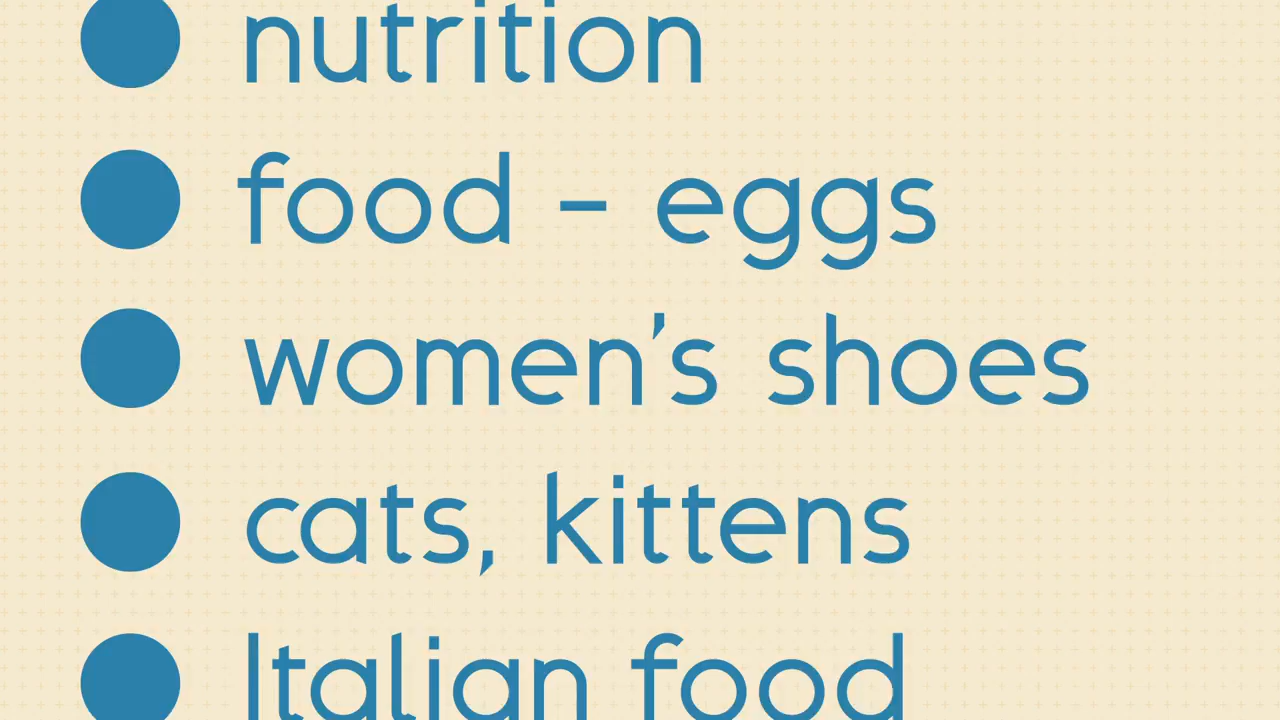 nutrition
food - eggs
women's shoes
cats, kittens
Italian food